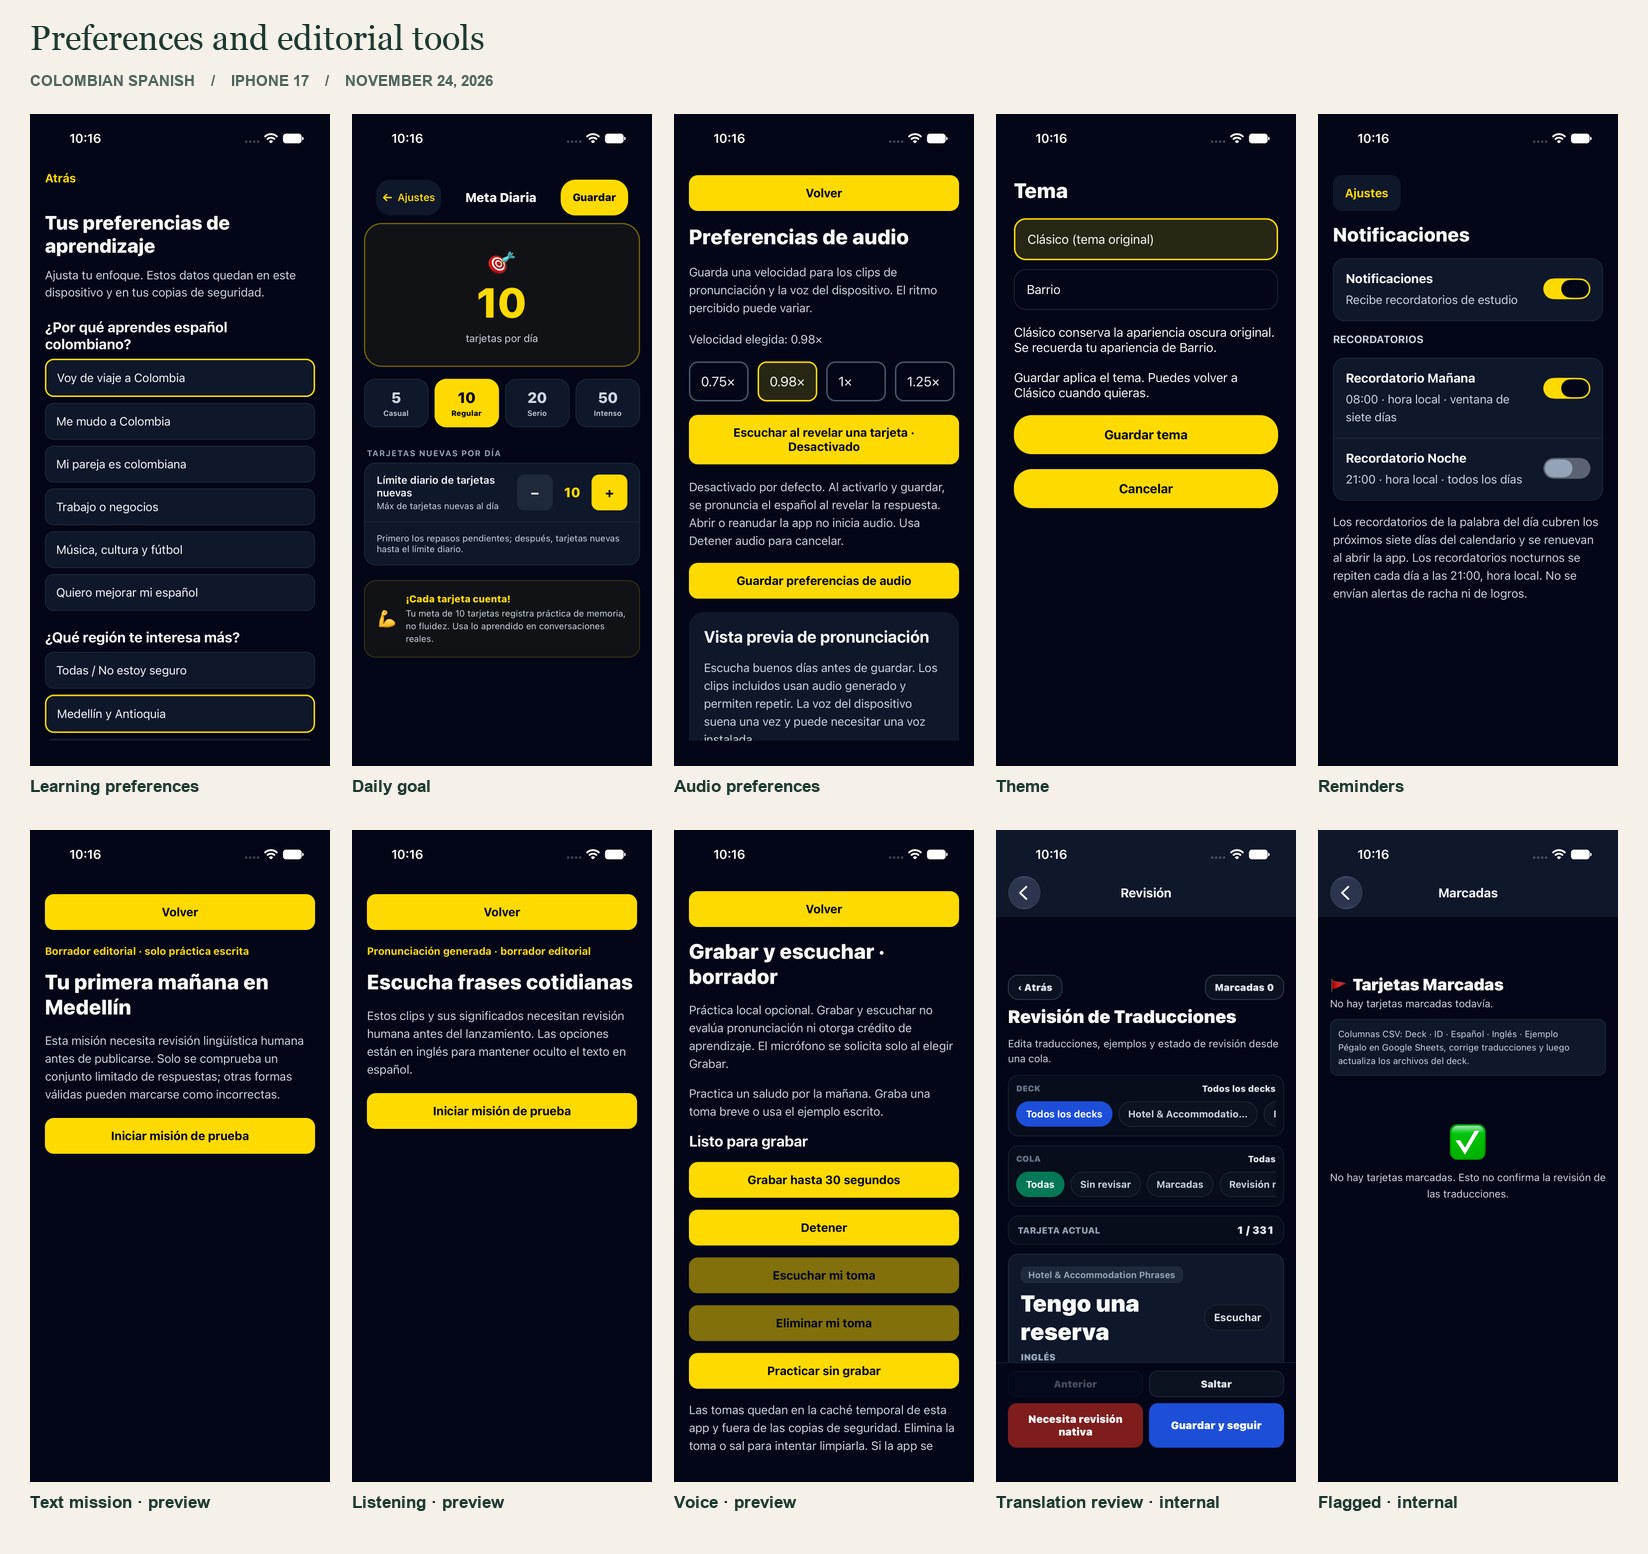 Preferences and editorial tools
COLOMBIAN SPANISH / IPHONE 17 / NOVEMBER 24, 2026
10:16
Atrás
Tus preferencias de
aprendizaje
Ajusta tu enfoque. Estos datos quedan en este
dispositivo y en tus copias de seguridad.
¿Por qué aprendes español
colombiano?
Voy de viaje a Colombia
Me mudo a Colombia
Mi pareja es colombiana
Trabajo o negocios
Música, cultura y fútbol
Quiero mejorar mi español
¿Qué región te interesa más?
Todas / No estoy seguro
Medellín y Antioquia
Learning preferences
10:16
← Ajustes
Meta Diaria
Guardar
10
tarjetas por día
5
Casual
10
Regular
20
Serio
50
Intenso
TARJETAS NUEVAS POR DÍA
Límite diario de tarjetas
nuevas
Máx de tarjetas nuevas al día
− 10 +
Primero los repasos pendientes; después, tarjetas nuevas
hasta el límite diario.
¡Cada tarjeta cuenta!
Tu meta de 10 tarjetas registra práctica de memoria,
no fluidez. Usa lo aprendido en conversaciones
reales.
Daily goal
10:16
Volver
Preferencias de audio
Guarda una velocidad para los clips de
pronunciación y la voz del dispositivo. El ritmo
percibido puede variar.
Velocidad elegida: 0.98×
0.75× 0.98× 1× 1.25×
Escuchar al revelar una tarjeta ·
Desactivado
Desactivado por defecto. Al activarlo y guardar,
se pronuncia el español al revelar la respuesta.
Abrir o reanudar la app no inicia audio. Usa
Detener audio para cancelar.
Guardar preferencias de audio
Vista previa de pronunciación
Escucha buenos días antes de guardar. Los
clips incluidos usan audio generado y
permiten repetir. La voz del dispositivo
suena una vez y puede necesitar una voz
instalada.
Audio preferences
10:16
Tema
Clásico (tema original)
Barrio
Clásico conserva la apariencia oscura original.
Se recuerda tu apariencia de Barrio.
Guardar aplica el tema. Puedes volver a
Clásico cuando quieras.
Guardar tema
Cancelar
Theme
10:16
Ajustes
Notificaciones
Notificaciones
Recibe recordatorios de estudio
RECORDATORIOS
Recordatorio Mañana
08:00 · hora local · ventana de
siete días
Recordatorio Noche
21:00 · hora local · todos los días
Los recordatorios de la palabra del día cubren los
próximos siete días del calendario y se renuevan
al abrir la app. Los recordatorios nocturnos se
repiten cada día a las 21:00, hora local. No se
envían alertas de racha ni de logros.
Reminders
10:16
Volver
Borrador editorial · solo práctica escrita
Tu primera mañana en
Medellín
Esta misión necesita revisión lingüística humana
antes de publicarse. Solo se comprueba un
conjunto limitado de respuestas; otras formas
válidas pueden marcarse como incorrectas.
Iniciar misión de prueba
Text mission · preview
10:16
Volver
Pronunciación generada · borrador editorial
Escucha frases cotidianas
Estos clips y sus significados necesitan revisión
humana antes del lanzamiento. Las opciones
están en inglés para mantener oculto el texto en
español.
Iniciar misión de prueba
Listening · preview
10:16
Volver
Grabar y escuchar ·
borrador
Práctica local opcional. Grabar y escuchar no
evalúa pronunciación ni otorga crédito de
aprendizaje. El micrófono se solicita solo al elegir
Grabar.
Practica un saludo por la mañana. Graba una
toma breve o usa el ejemplo escrito.
Listo para grabar
Grabar hasta 30 segundos
Detener
Escuchar mi toma
Eliminar mi toma
Practicar sin grabar
Las tomas quedan en la caché temporal de esta
app y fuera de las copias de seguridad. Elimina la
toma o sal para intentar limpiarla. Si la app se
Voice · preview
10:16
Revisión
‹ Atrás
Marcadas 0
Revisión de Traducciones
Edita traducciones, ejemplos y estado de revisión desde
una cola.
DECK
Todos los decks
Todos los decks
Hotel & Accommodatio...
COLA
Todas
Todas
Sin revisar
Marcadas
Revisión
TARJETA ACTUAL
1 / 331
Hotel & Accommodation Phrases
Tengo una
reserva
Escuchar
INGLÉS
Anterior
Saltar
Necesita revisión
nativa
Guardar y seguir
Translation review · internal
10:16
Marcadas
Tarjetas Marcadas
No hay tarjetas marcadas todavía.
Columnas CSV: Deck · ID · Español · Inglés · Ejemplo
Pégalo en Google Sheets, corrige traducciones y luego
actualiza los archivos del deck.
No hay tarjetas marcadas. Esto no confirma la revisión de
las traducciones.
Flagged · internal